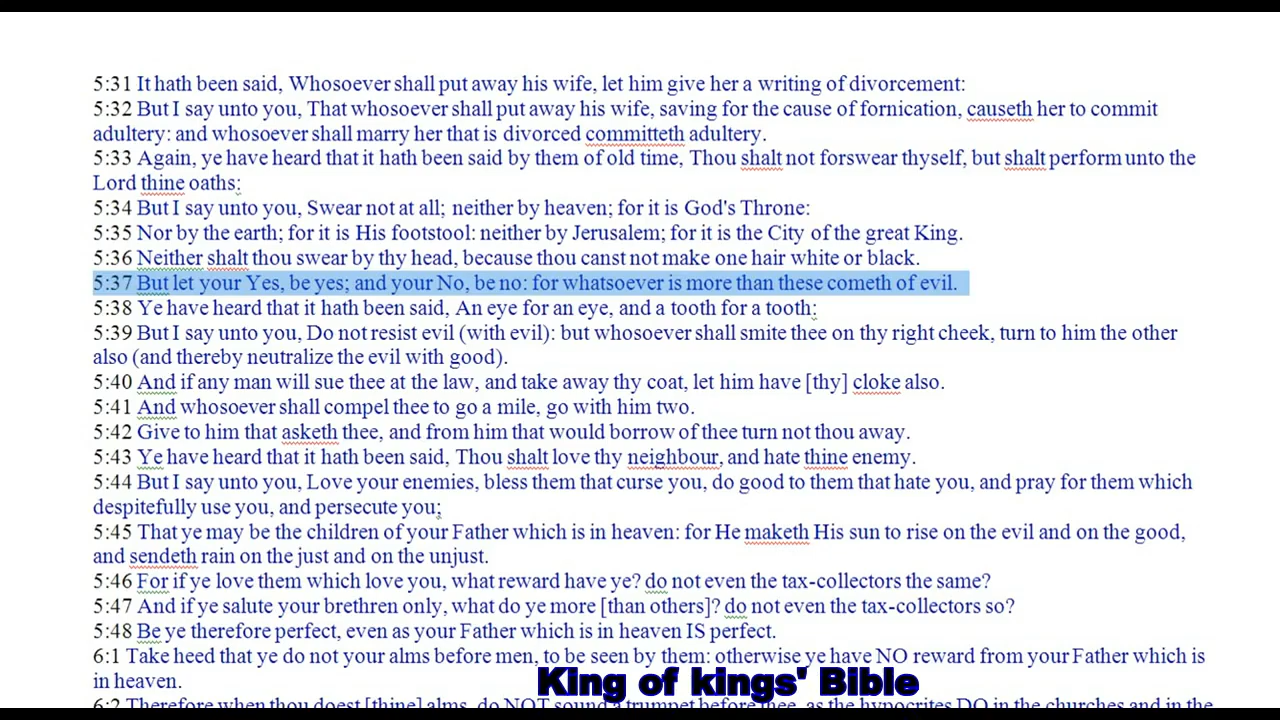 5:31 It hath been said, Whosoever shall put away his wife, let him give her a writing of divorcement:
5:32 But I say unto you, That whosoever shall put away his wife, saving for the cause of fornication, causeth her to commit
adultery: and whosoever shall marry her that is divorced committeth adultery.
5:33 Again, ye have heard that it hath been said by them of old time, Thou shalt not forswear thyself, but shalt perform unto the
Lord thine oaths:
5:34 But I say unto you, Swear not at all; neither by heaven; for it is God's Throne:
5:35 Nor by the earth; for it is His footstool: neither by Jerusalem; for it is the City of the great King.
5:36 Neither shalt thou swear by thy head, because thou canst not make one hair white or black.
5:37 But let your Yes, be yes; and your No, be no: for whatsoever is more than these cometh of evil.
5:38 Ye have heard that it hath been said, An eye for an eye, and a tooth for a tooth:
5:39 But I say unto you, Do not resist evil (with evil): but whosoever shall smite thee on thy right cheek, turn to him the other
also (and thereby neutralize the evil with good).
5:40 And if any man will sue thee at the law, and take away thy coat, let him have [thy] cloke also.
5:41 And whosoever shall compel thee to go a mile, go with him two.
5:42 Give to him that asketh thee, and from him that would borrow of thee turn not thou away.
5:43 Ye have heard that it hath been said, Thou shalt love thy neighbour, and hate thine enemy.
5:44 But I say unto you, Love your enemies, bless them that curse you, do good to them that hate you, and pray for them which
despitefully use you, and persecute you;
5:45 That ye may be the children of your Father which is in heaven: for He maketh His sun to rise on the evil and on the good,
and sendeth rain on the just and on the unjust.
5:46 For if ye love them which love you, what reward have ye? do not even the tax-collectors the same?
5:47 And if ye salute your brethren only, what do ye more [than others]? do not even the tax-collectors so?
5:48 Be ye therefore perfect, even as your Father which is in heaven IS perfect.
6:1 Take heed that ye do not your alms before men, to be seen by them: otherwise ye have NO reward from your Father which is
in heaven.
6:2 Therefore when thou doest [thine] alms, do NOT sound a trumpet before thee, as the hypocrites DO in the churches and in the
King of kings' Bible